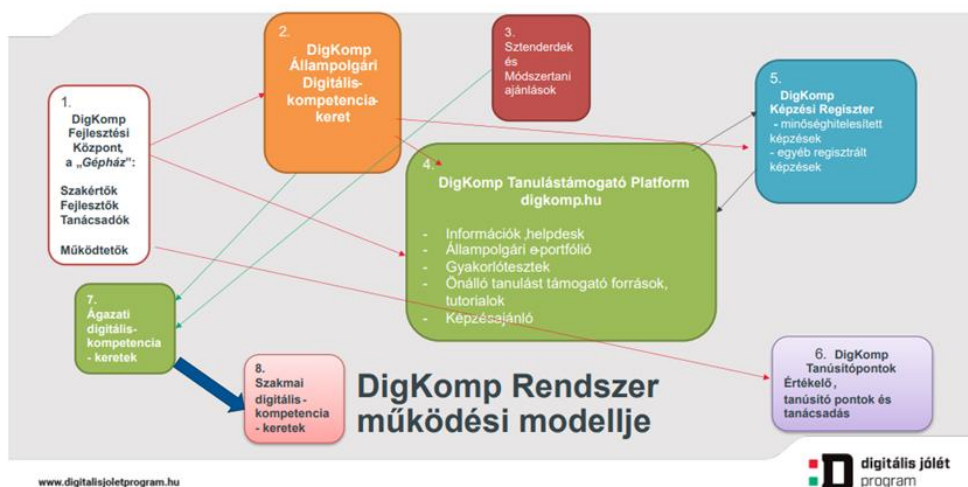 1.
DigKomp
Fejlesztési
Központ,
a „Gépház”:
Szakértők
Fejlesztők
Tanácsadók
Működtetők
2.
DigKomp
Állampolgári
Digitális-
kompetencia-
keret
3.
Sztenderdek
és
Módszertani
ajánlások
4.
DigKomp Tanulástámogató Platform
digkomp.hu
- Információk ,helpdesk
- Állampolgári e-portfólió
- Gyakorlótesztek
- Önálló tanulást támogató források,
tutorialok
- Képzésajánló
5.
DigKomp
Képzési Regiszter
- minőséghitelesített
képzések
- egyéb regisztrált
képzések
6. DigKomp
Tanúsítópontok
Értékelő ,
tanúsító pontok és
tanácsadás
7.
Ágazati
digitális-
kompetencia
- keretek
8.
Szakmai
digitális -
kompetencia
- keretek
DigKomp Rendszer
működési modellje
www.digitalisjoletprogram.hu
digitális jólét
program